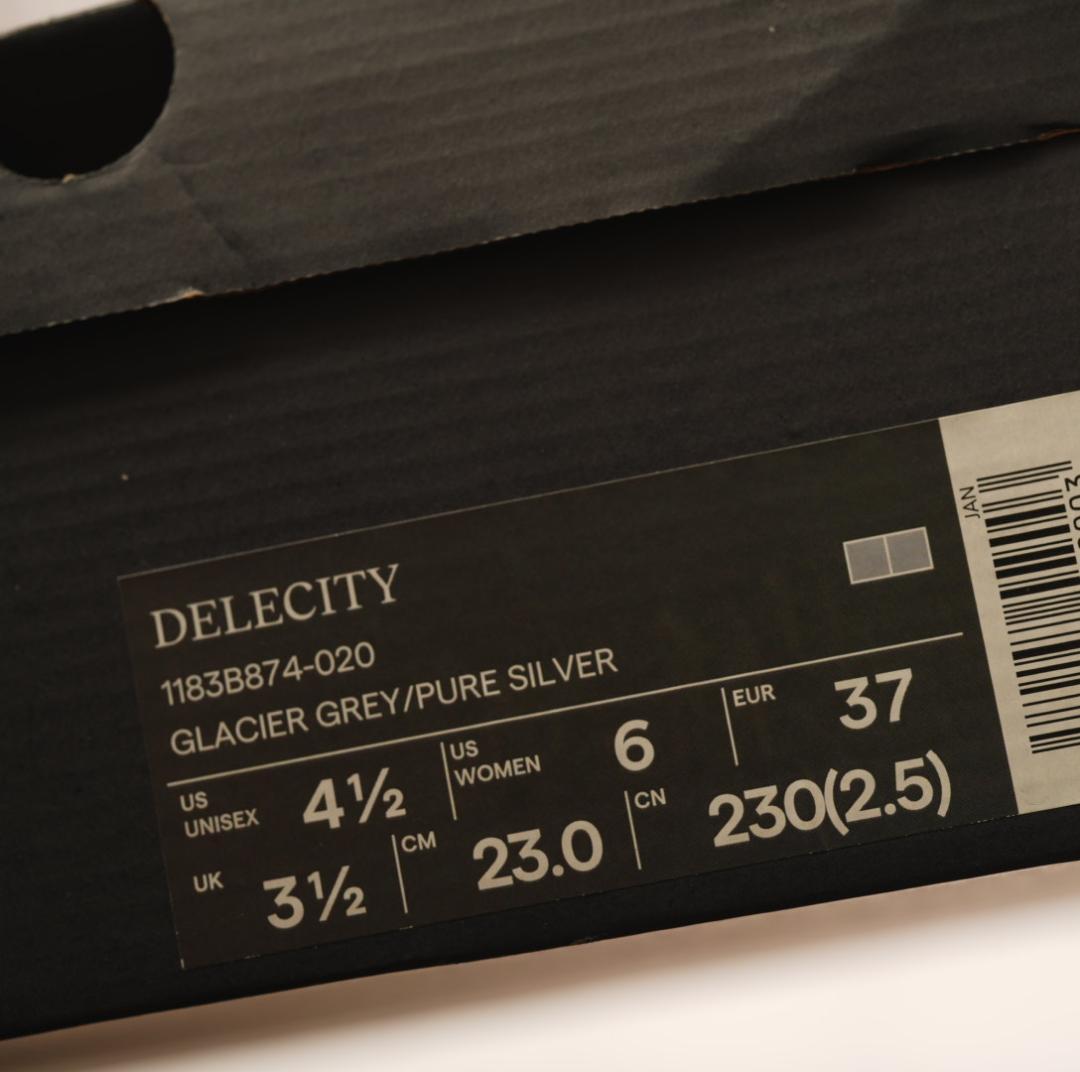 DELECITY
1183B874-020
GLACIER GREY/PURE SILVER
US UNISEX 4½ US WOMEN 6 EUR 37
UK 3½ CM 23.0 CN 230(2.5)
JAN